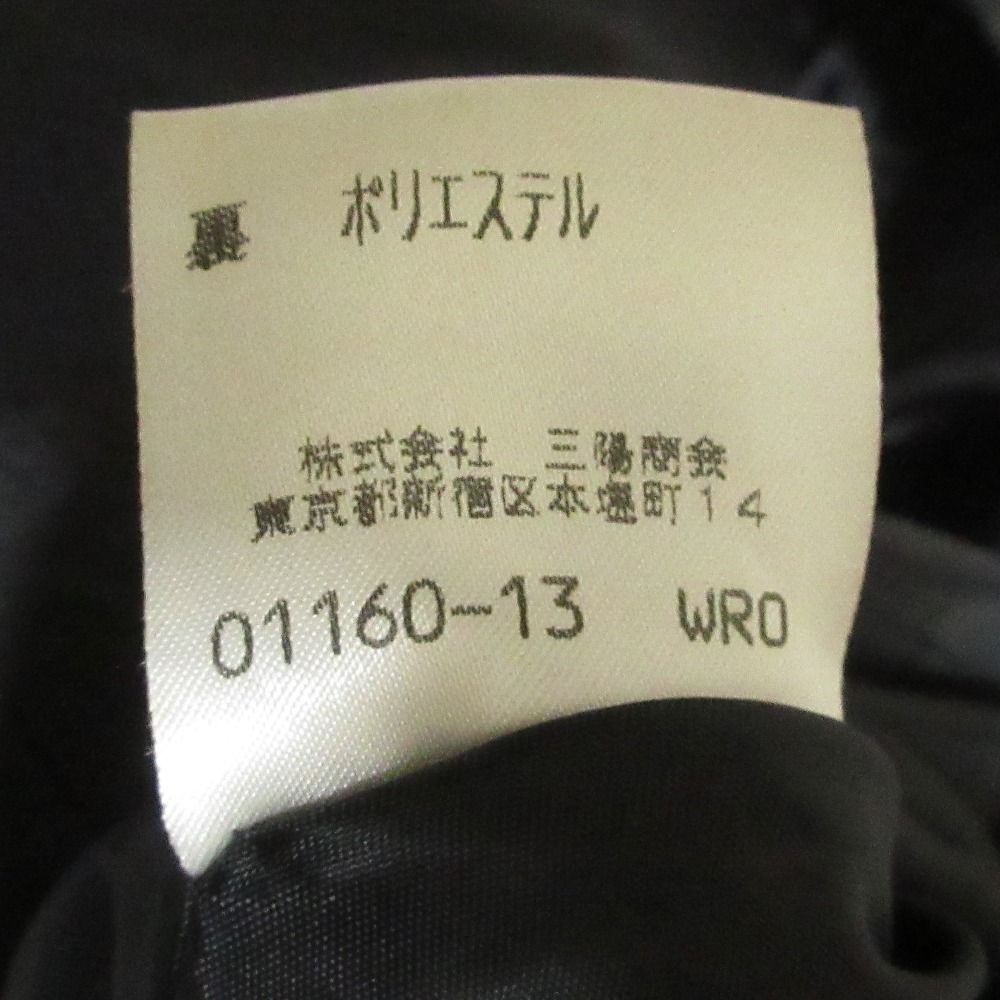 裏 ポリエステル
株式会社 三陽商会
東京都新宿区本塩町14
01160-13 WRO